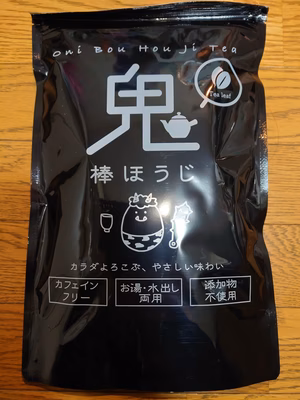 Oni Bou Hou Ji Tea
Tea leaf
鬼
棒ほうじ
カラダよろこぶ、やさしい味わい
カフェイン
フリー
お湯・水出し
両用
添加物
不使用